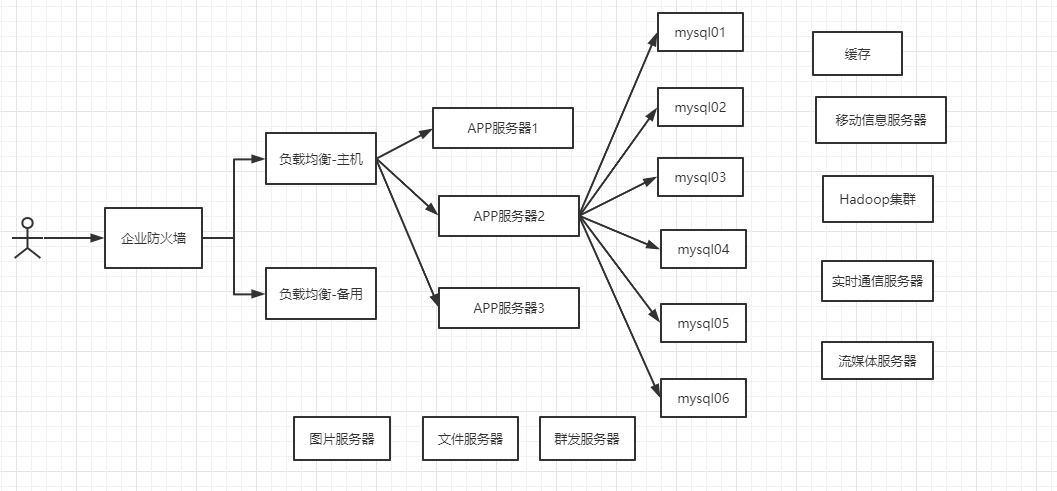 企业防火墙
负载均衡-主机
负载均衡-备用
APP服务器1
APP服务器2
APP服务器3
mysql01
mysql02
mysql03
mysql04
mysql05
mysql06
缓存
移动信息服务器
Hadoop集群
实时通信服务器
流媒体服务器
图片服务器
文件服务器
群发服务器